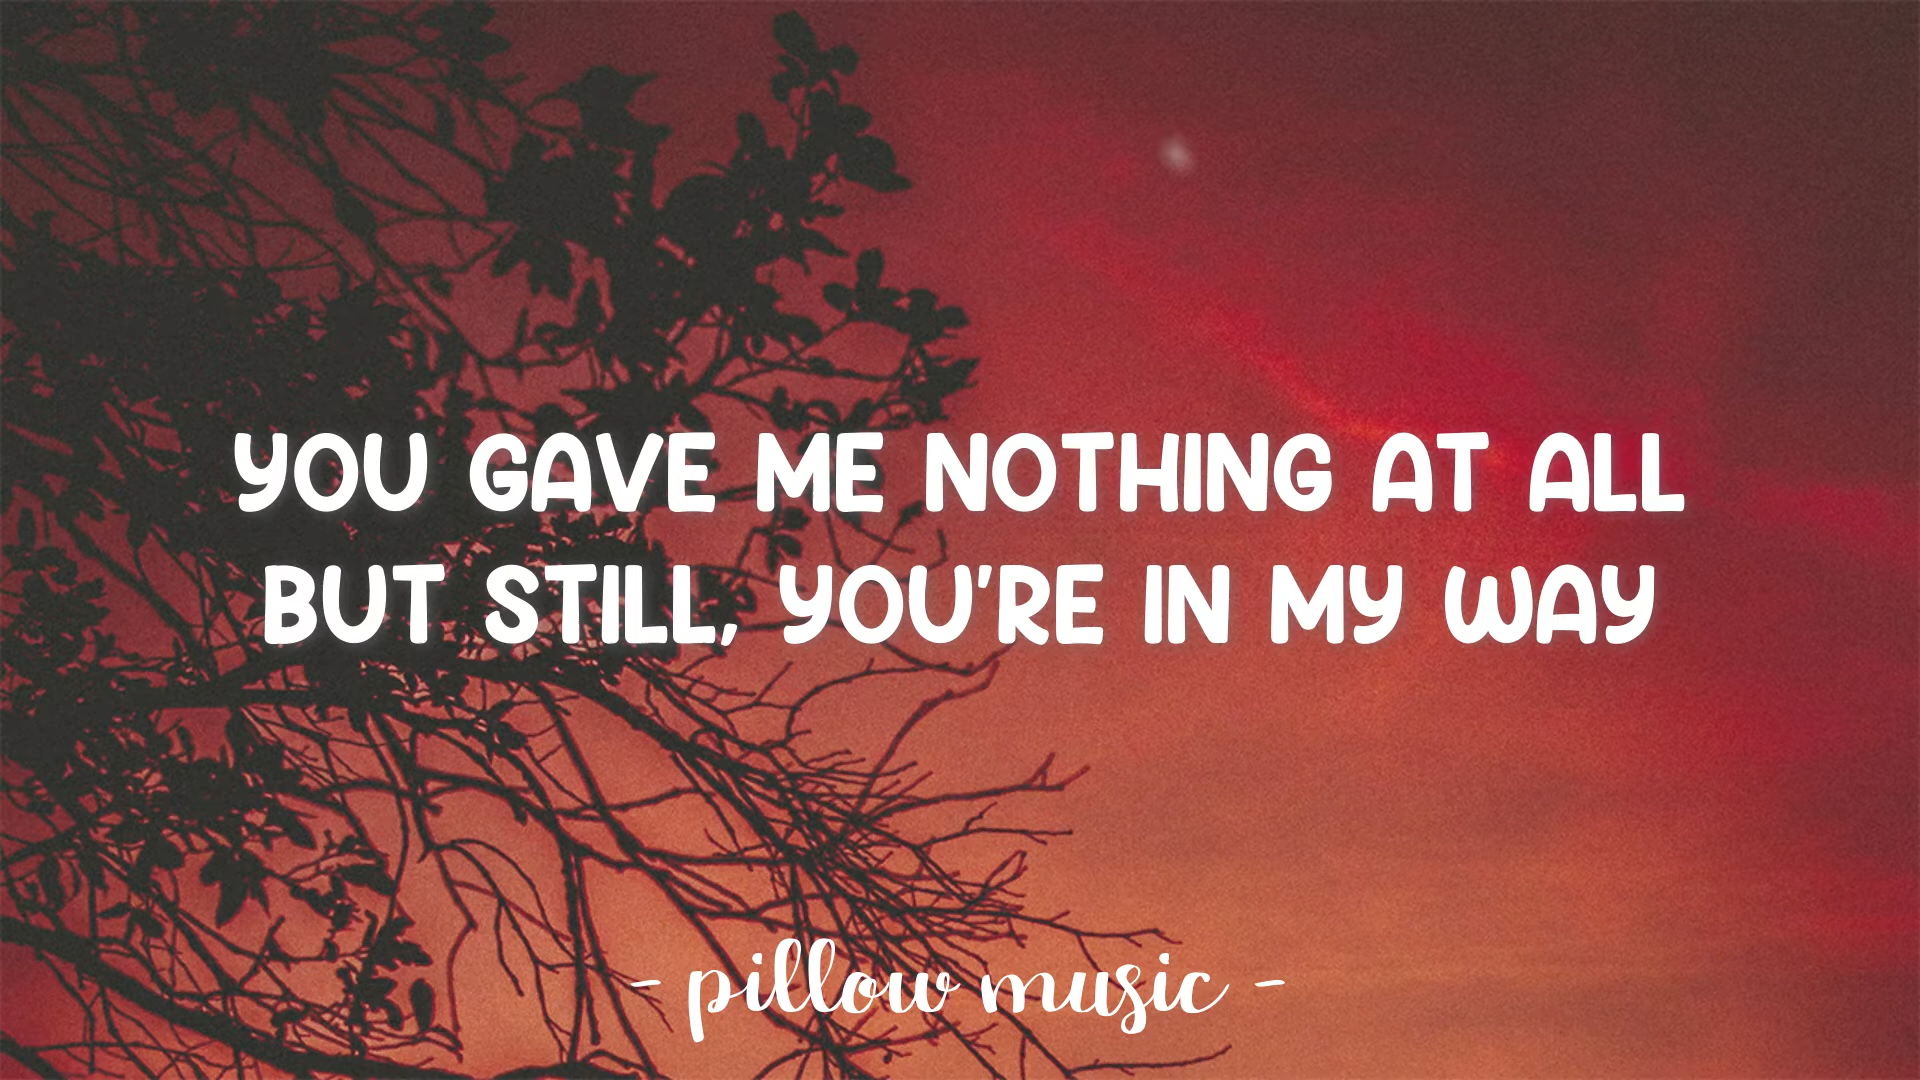 YOU GAVE ME NOTHING AT ALL
BUT STILL, YOU'RE IN MY WAY
- pillow music -